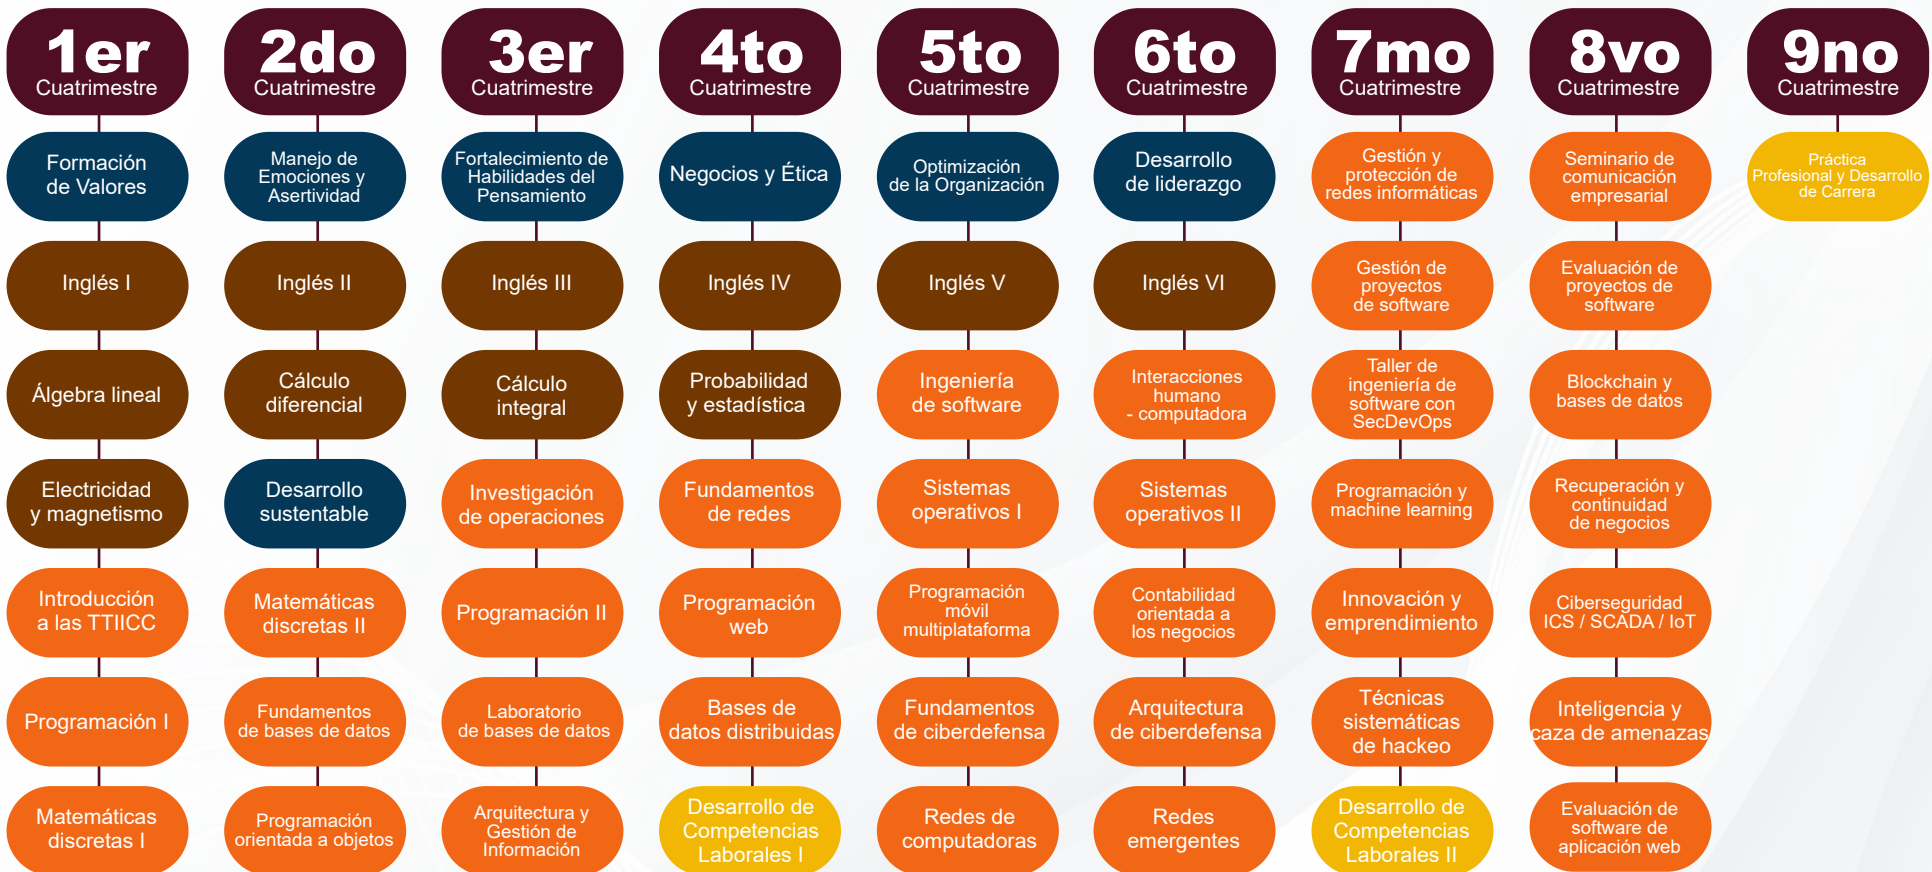 1er
Cuatrimestre
Formación
de Valores
Inglés I
Álgebra lineal
Electricidad
y magnetismo
Introducción
a las TTIICC
Programación I
Matemáticas
discretas I
2do
Cuatrimestre
Manejo de
Emociones y
Asertividad
Inglés II
Cálculo
diferencial
Desarrollo
sustentable
Matemáticas
discretas II
Fundamentos
de bases de datos
Programación
orientada a objetos
3er
Cuatrimestre
Fortalecimiento de
Habilidades del
Pensamiento
Inglés III
Cálculo
integral
Investigación
de operaciones
Programación II
Laboratorio
de bases de datos
Arquitectura y
Gestión de
Información
4to
Cuatrimestre
Negocios y Ética
Inglés IV
Probabilidad
y estadística
Fundamentos
de redes
Programación
web
Bases de
datos distribuidas
Desarrollo de
Competencias
Laborales I
5to
Cuatrimestre
Optimización
de la Organización
Inglés V
Ingeniería
de software
Sistemas
operativos I
Programación
móvil
multiplataforma
Fundamentos
de ciberdefensa
Redes de
computadoras
6to
Cuatrimestre
Desarrollo
de liderazgo
Inglés VI
Interacciones
humano
- computadora
Sistemas
operativos II
Contabilidad
orientada a
los negocios
Arquitectura
de ciberdefensa
Redes
emergentes
7mo
Cuatrimestre
Gestión y
protección de
redes informáticas
Gestión de
proyectos
de software
Taller de
ingeniería de
software con
SecDevOps
Programación y
machine learning
Innovación y
emprendimiento
Técnicas
sistemáticas
de hackeo
Desarrollo de
Competencias
Laborales II
8vo
Cuatrimestre
Seminario de
comunicación
empresarial
Evaluación de
proyectos de
software
Blockchain y
bases de datos
Recuperación y
continuidad
de negocios
Ciberseguridad
ICS / SCADA / IoT
Inteligencia y
caza de amenazas
Evaluación de
software de
aplicación web
9no
Cuatrimestre
Práctica
Profesional y Desarrollo
de Carrera